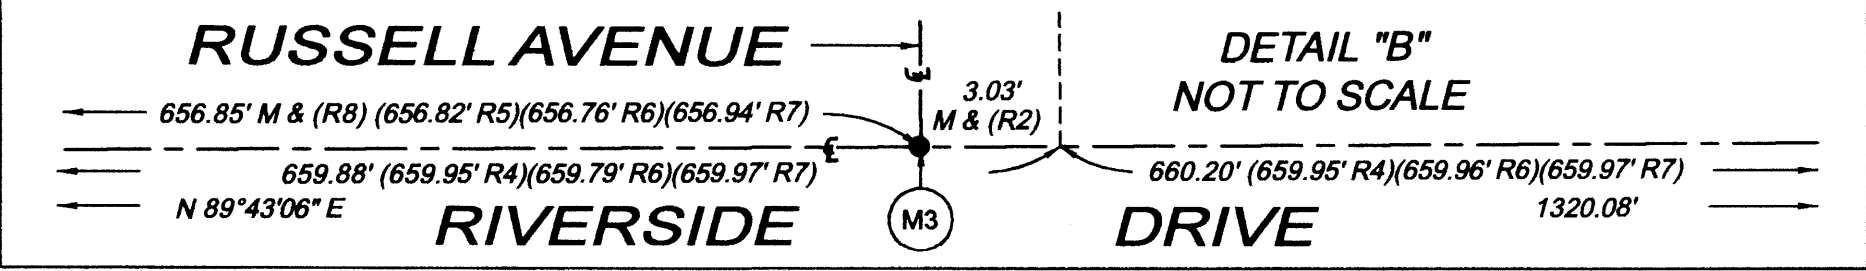 RUSSELL AVENUE
DETAIL "B"
NOT TO SCALE
℄
3.03'
M & (R2)
656.85' M & (R8) (656.82' R5)(656.76' R6)(656.94' R7)
℄
659.88' (659.95' R4)(659.79' R6)(659.97' R7)
660.20' (659.95' R4)(659.96' R6)(659.97' R7)
N 89°43'06" E
1320.08'
M3
RIVERSIDE DRIVE